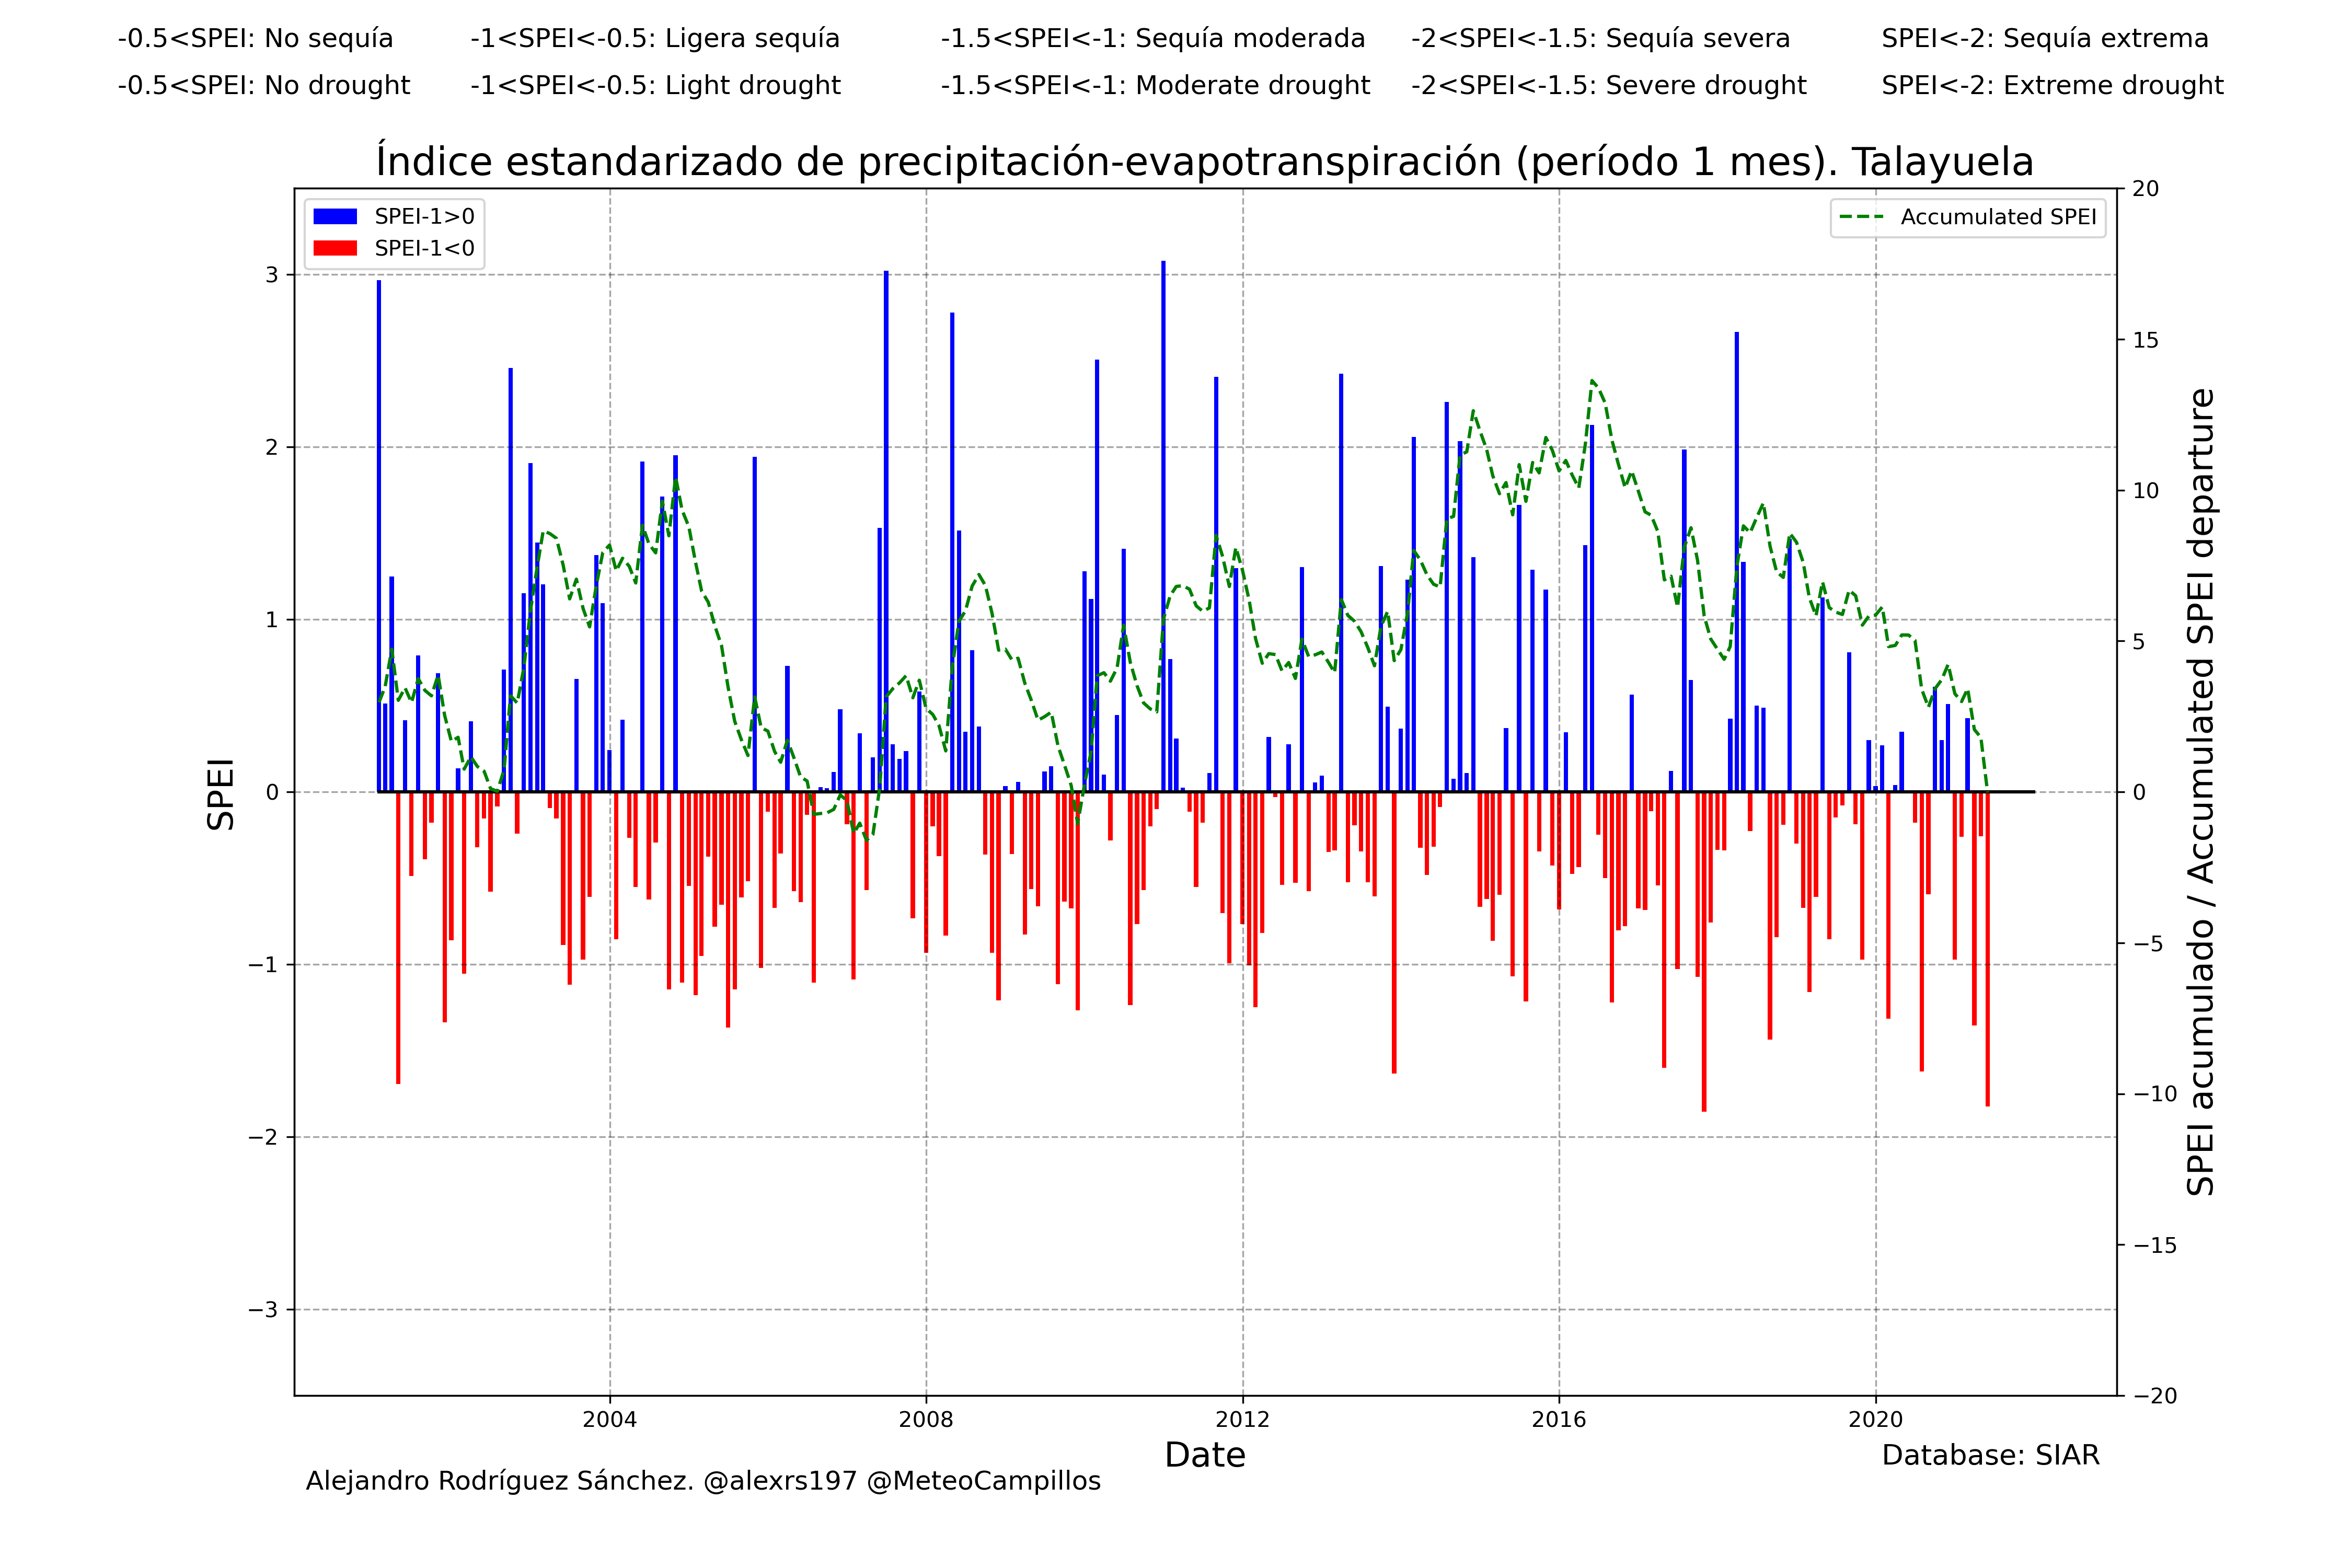 -0.5<SPEI: No sequía -1<SPEI<-0.5: Ligera sequía -1.5<SPEI<-1: Sequía moderada -2<SPEI<-1.5: Sequía severa SPEI<-2: Sequía extrema
-0.5<SPEI: No drought -1<SPEI<-0.5: Light drought -1.5<SPEI<-1: Moderate drought -2<SPEI<-1.5: Severe drought SPEI<-2: Extreme drought
Índice estandarizado de precipitación-evapotranspiración (período 1 mes). Talayuela
SPEI-1>0
SPEI-1<0
Accumulated SPEI
SPEI
3
2
1
0
−1
−2
−3
20
15
10
5
0
−5
−10
−15
−20
SPEI acumulado / Accumulated SPEI departure
2004 2008 2012 2016 2020
Date
Database: SIAR
Alejandro Rodríguez Sánchez. @alexrs197 @MeteoCampillos